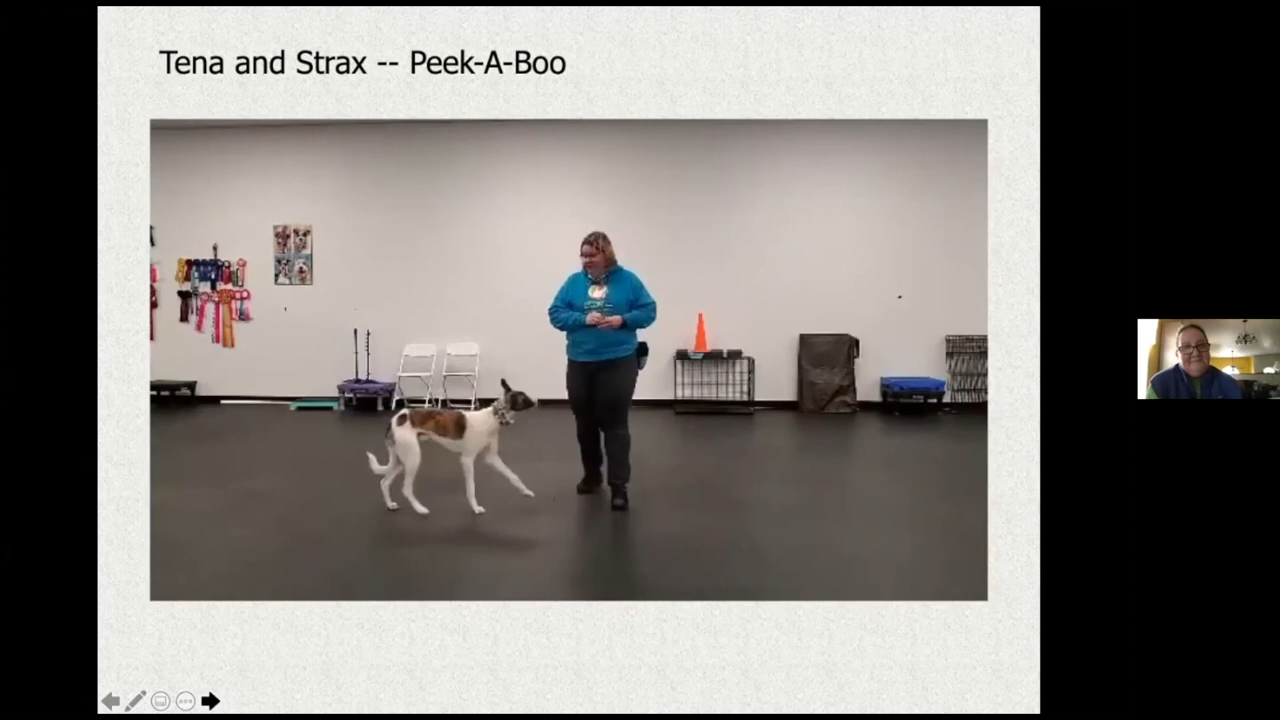 Tena and Strax -- Peek-A-Boo